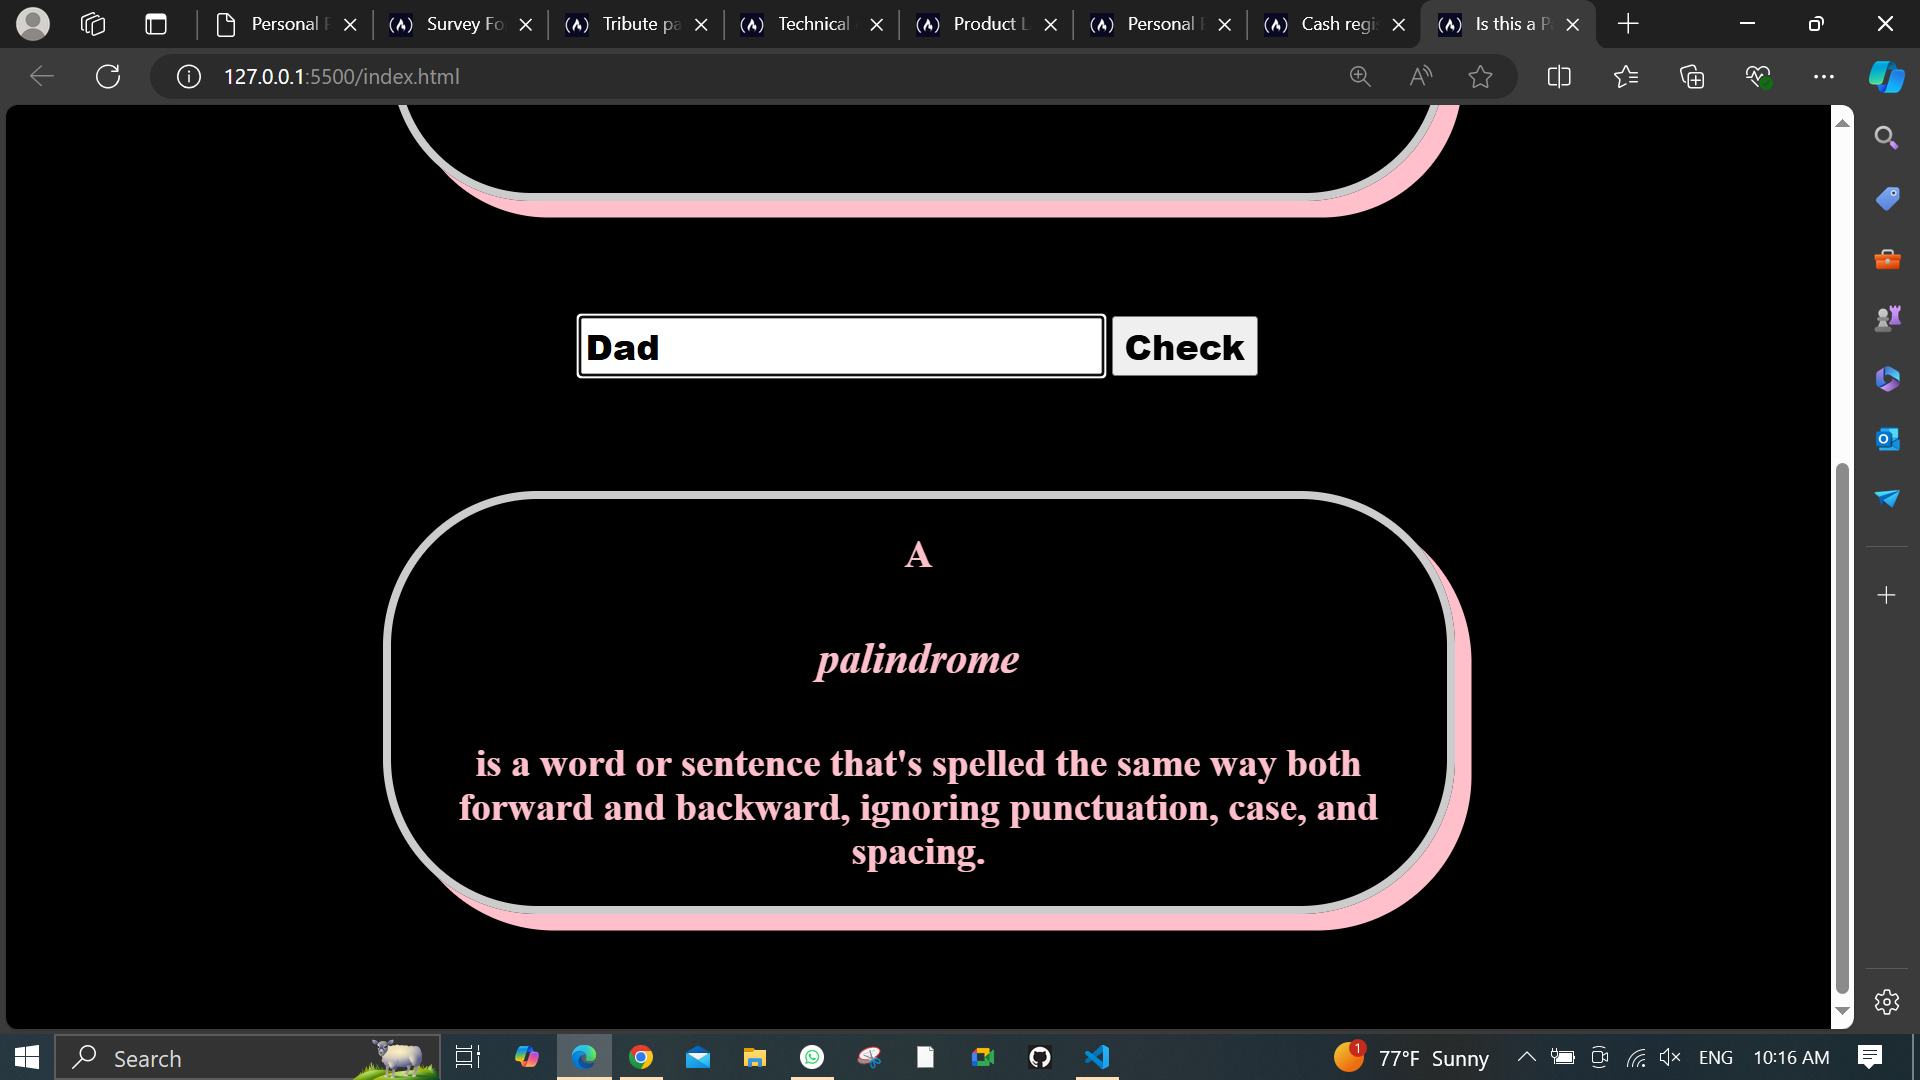 Personal F
Survey Fo
Tribute pa
Technical
Product L
Personal F
Cash regi
Is this a P
127.0.0.1:5500/index.html
Dad
Check
A
palindrome
is a word or sentence that's spelled the same way both
forward and backward, ignoring punctuation, case, and
spacing.
Search
1
77°F Sunny
ENG
10:16 AM